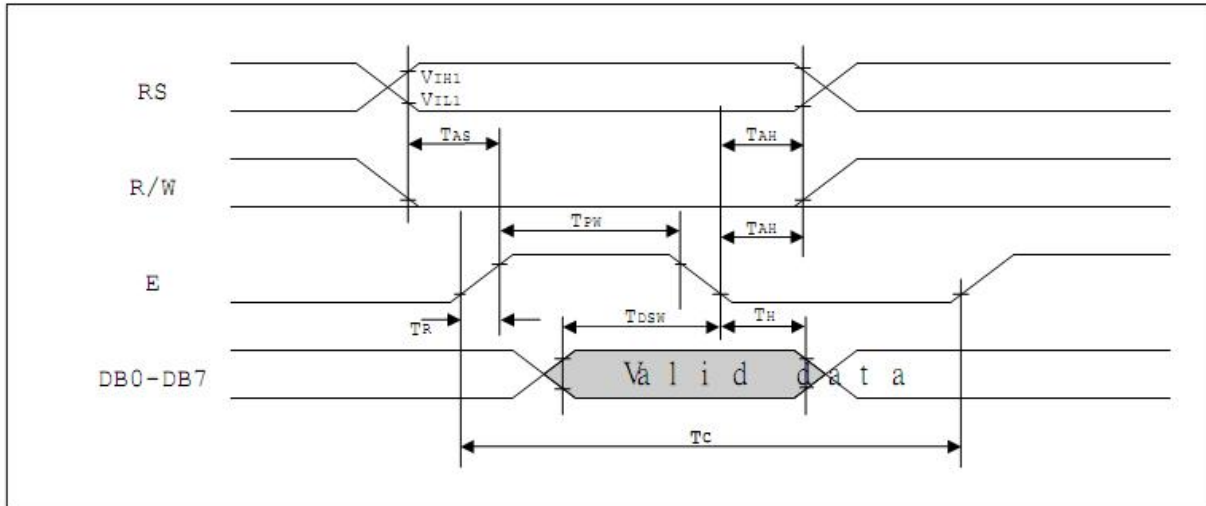 RS
VIH1
VIL1
TAS
TAH
R/W
TPW
TAH
E
TR
TDSW
TH
DB0-DB7
Valid data
TC